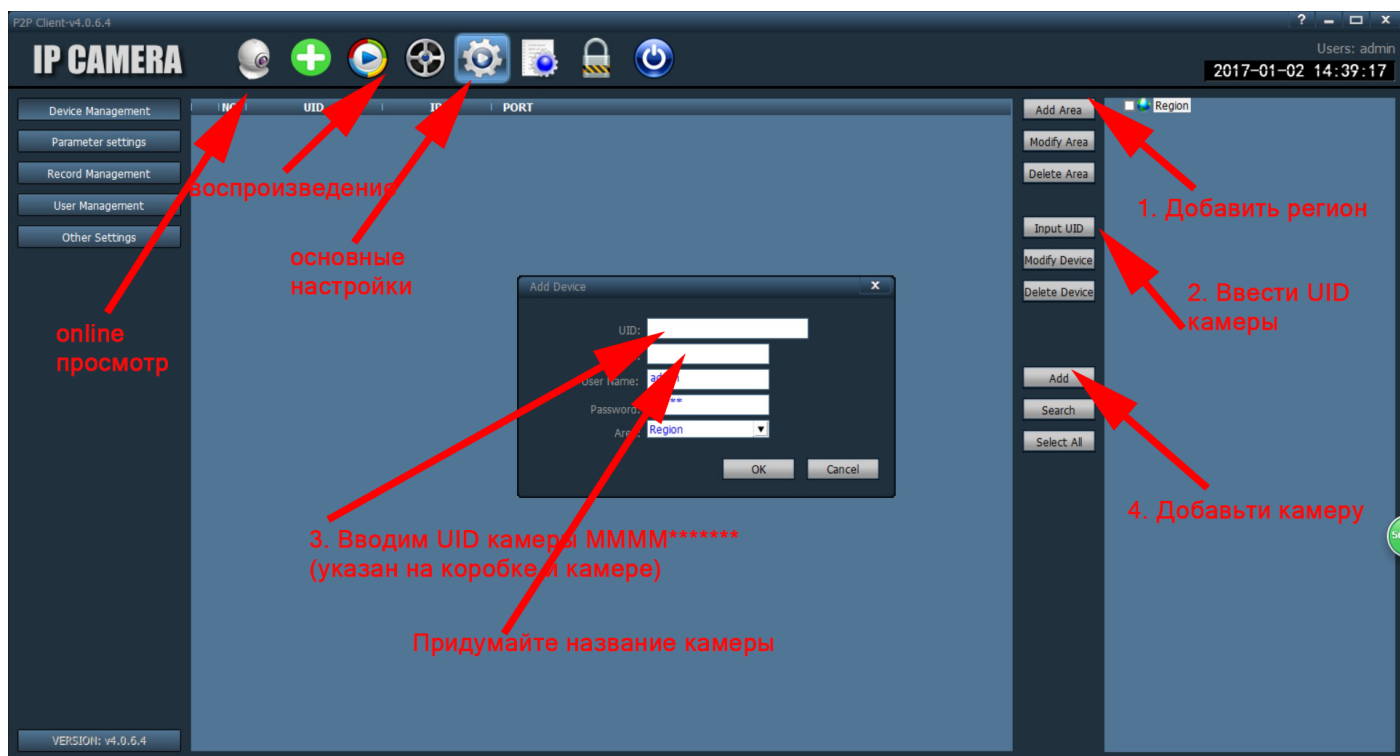 P2P Client-v4.0.6.4
IP CAMERA
Users: admin
2017-01-02 14:39:17
Device Management
Parameter settings
Record Management
User Management
Other Settings
VERSION: v4.0.6.4
UID
PORT
воспроизведение
основные
настройки
online
просмотр
Add Device
UID:
User Name:
Password:
Region
OK
Cancel
3. Вводим UID камеры MMMM*******
(указан на коробке и камере)
Придумайте название камеры
Add Area
Modify Area
Delete Area
Input UID
Modify Device
Delete Device
Add
Search
Select All
Region
1. Добавить регион
2. Ввести UID
камеры
4. Добавьти камеру